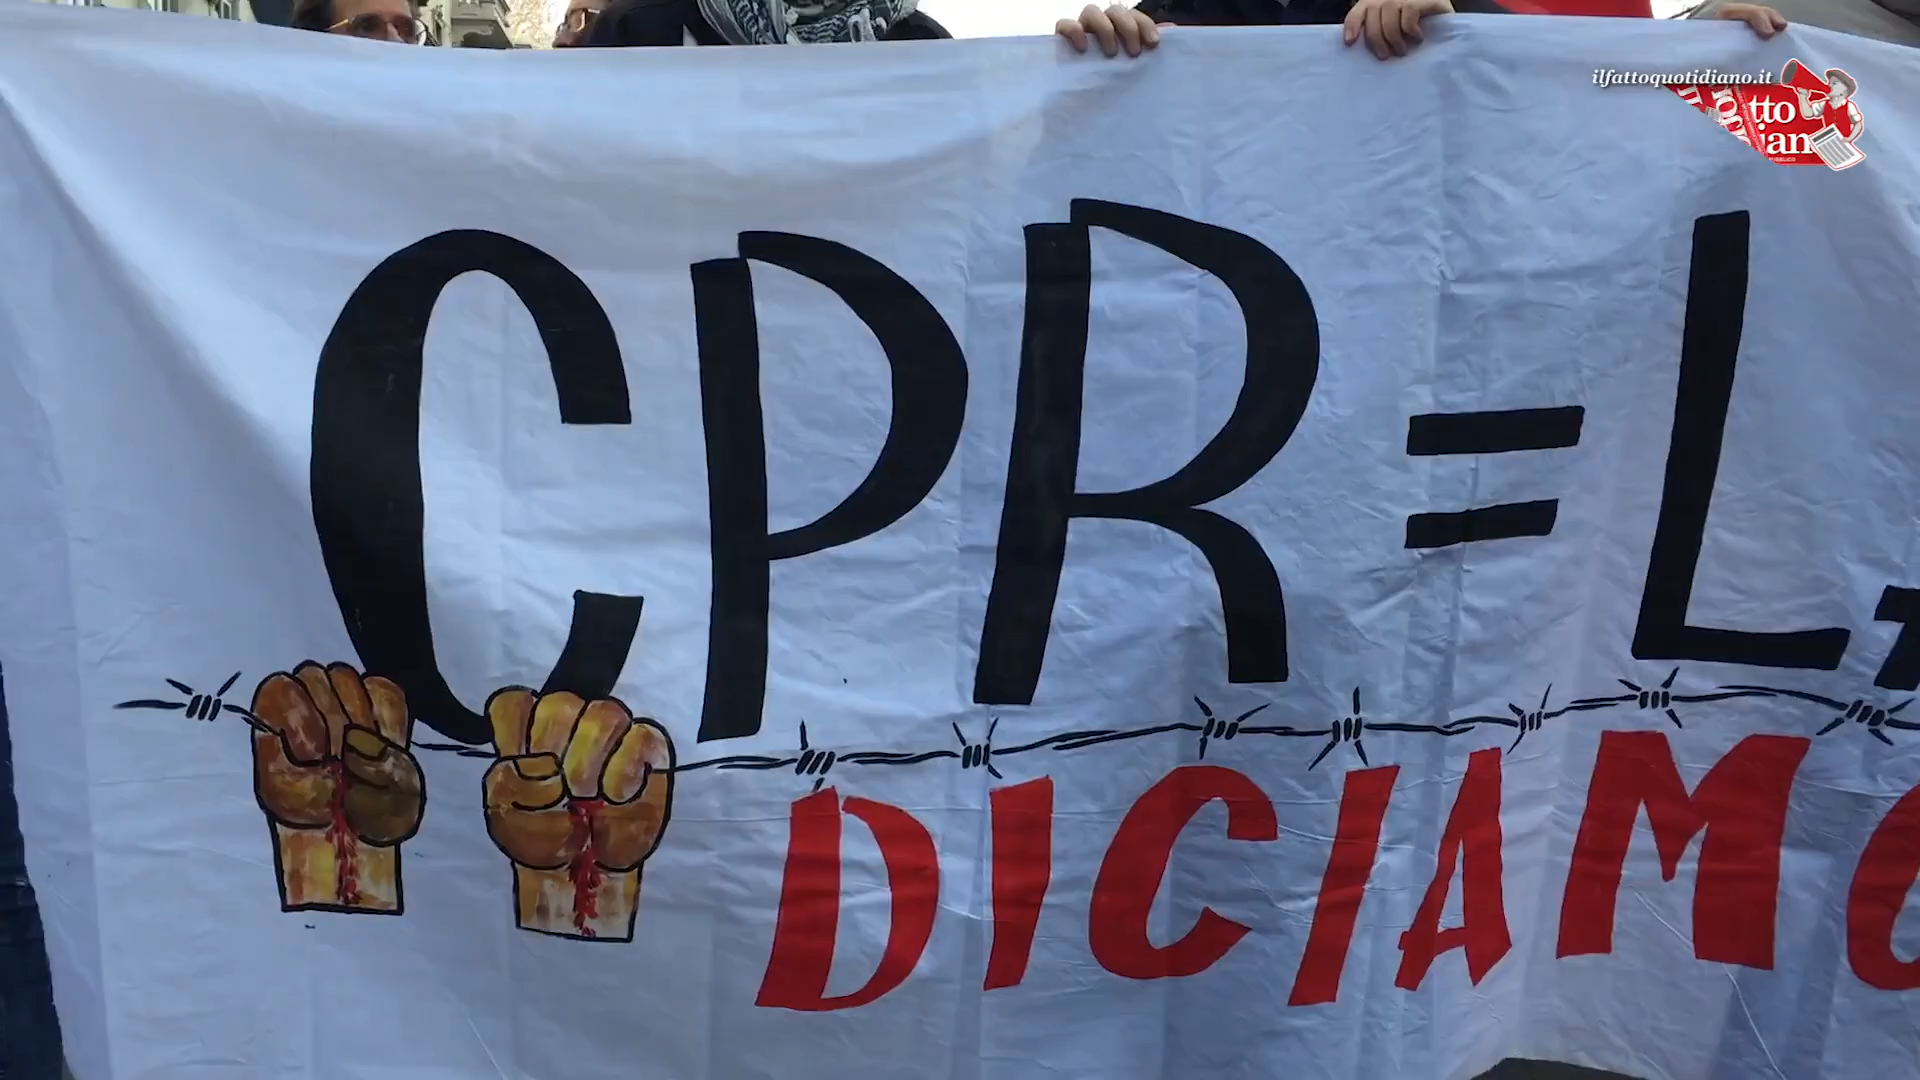 ilfattoquotidiano.it
CPR = L
DICIAMO